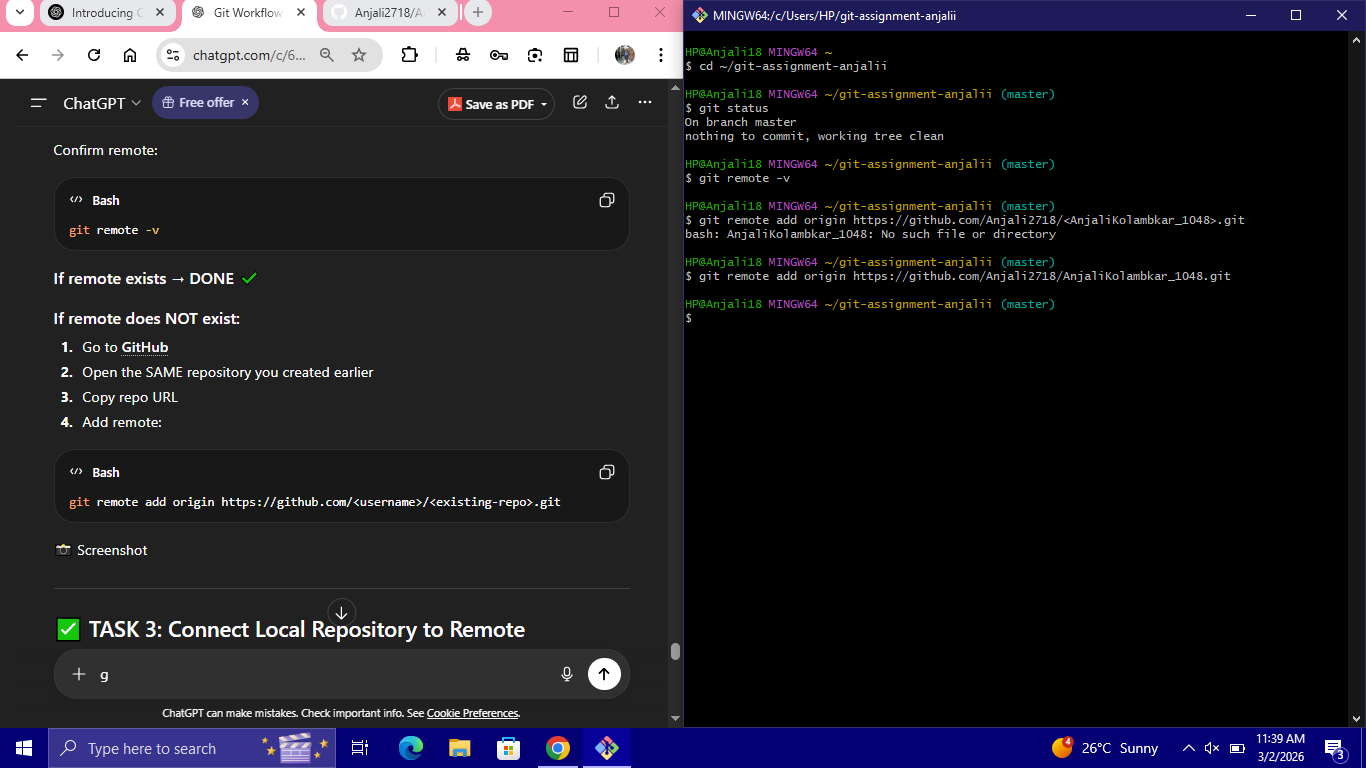 Introducing C
Git Workflow
Anjali2718/A
chatgpt.com/c/6...
ChatGPT
Free offer
Save as PDF
Confirm remote:
Bash
git remote -v
If remote exists → DONE ✓
If remote does NOT exist:
1. Go to GitHub
2. Open the SAME repository you created earlier
3. Copy repo URL
4. Add remote:
Bash
git remote add origin https://github.com/<username>/<existing-repo>.git
Screenshot
TASK 3: Connect Local Repository to Remote
g
ChatGPT can make mistakes. Check important info. See Cookie Preferences.
MINGW64:/c/Users/HP/git-assignment-anjalii
HP@Anjali18 MINGW64 ~
$ cd ~/git-assignment-anjalii
HP@Anjali18 MINGW64 ~/git-assignment-anjalii (master)
$ git status
On branch master
nothing to commit, working tree clean
HP@Anjali18 MINGW64 ~/git-assignment-anjalii (master)
$ git remote -v
HP@Anjali18 MINGW64 ~/git-assignment-anjalii (master)
$ git remote add origin https://github.com/Anjali2718/<AnjaliKolambkar_1048>.git
bash: AnjaliKolambkar_1048: No such file or directory
HP@Anjali18 MINGW64 ~/git-assignment-anjalii (master)
$ git remote add origin https://github.com/Anjali2718/AnjaliKolambkar_1048.git
HP@Anjali18 MINGW64 ~/git-assignment-anjalii (master)
$
Type here to search
4
26°C Sunny
11:39 AM
3/2/2026
3